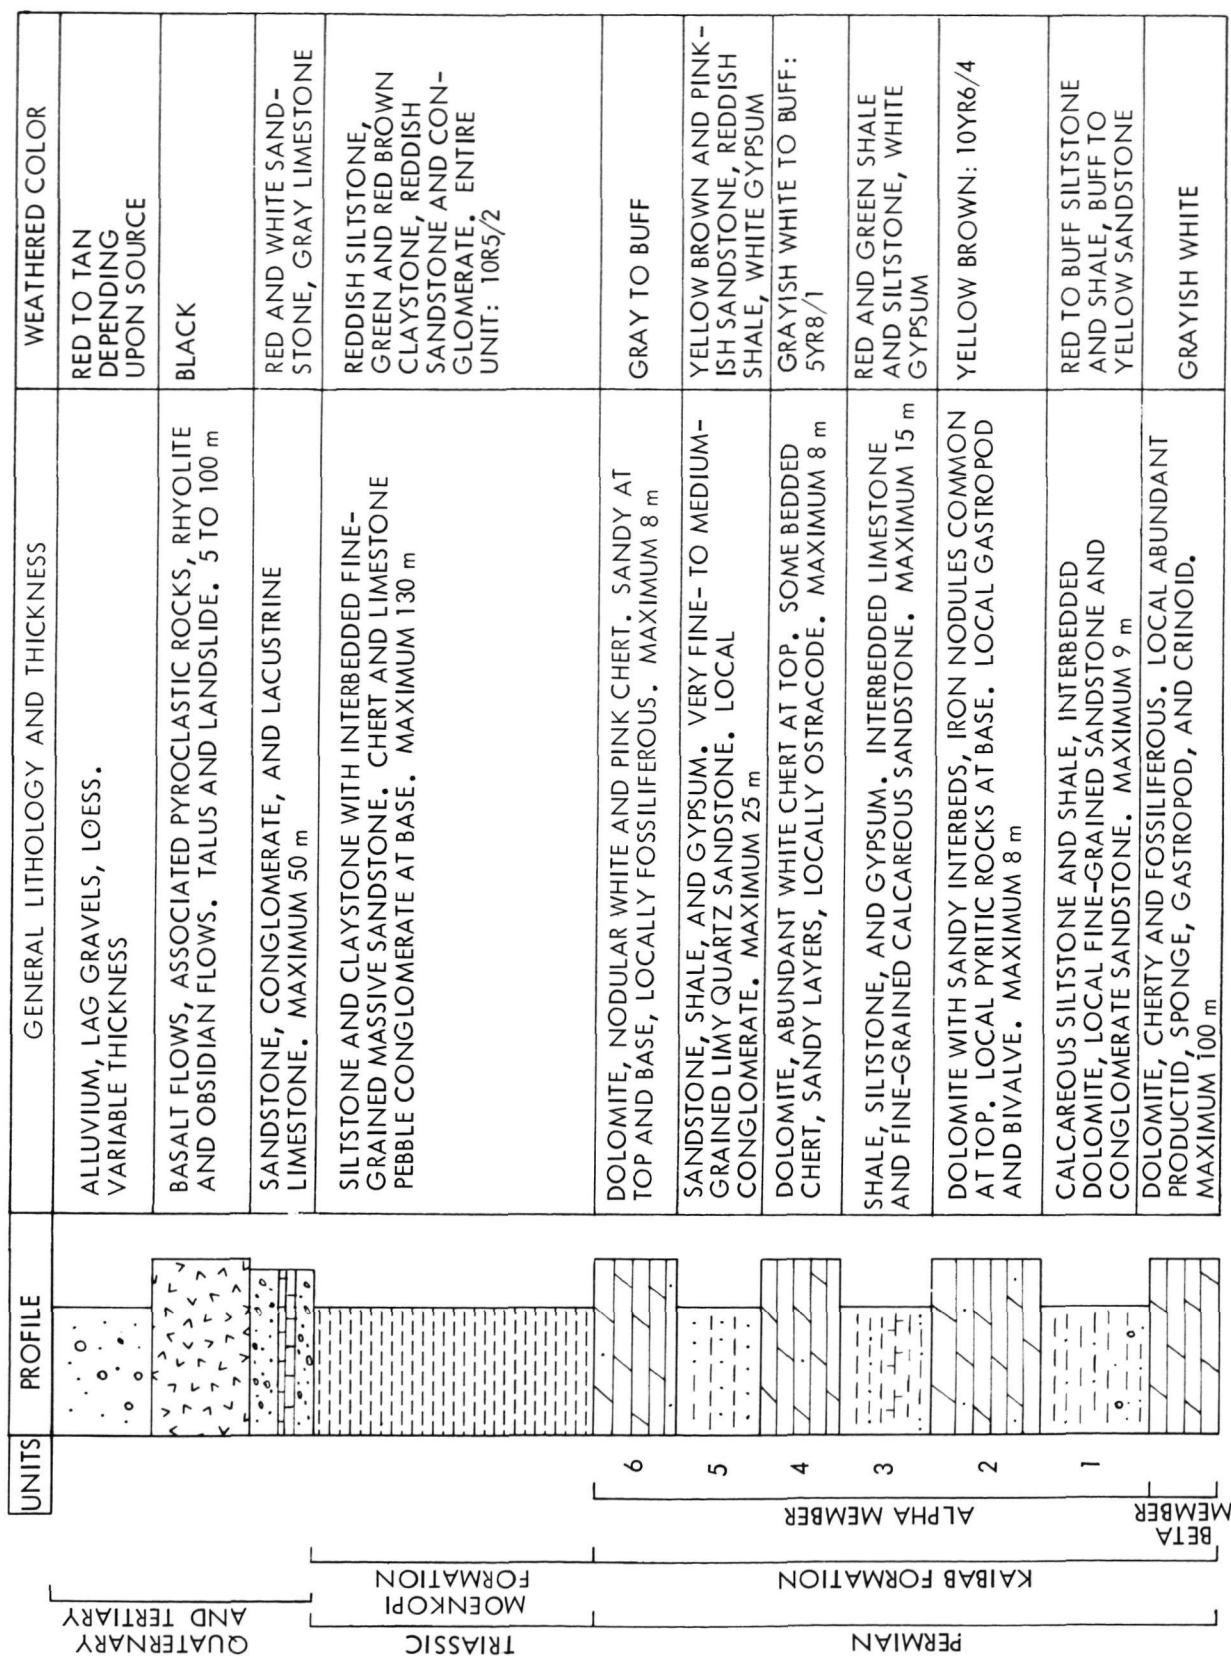 UNITS
PROFILE
GENERAL LITHOLOGY AND THICKNESS
WEATHERED COLOR
QUATERNARY
AND TERTIARY
ALLUVIUM, LAG GRAVELS, LOESS.
VARIABLE THICKNESS
RED TO TAN
DEPENDING
UPON SOURCE
BASALT FLOWS, ASSOCIATED PYROCLASTIC ROCKS, RHYOLITE
AND OBSIDIAN FLOWS. TALUS AND LANDSLIDE. 5 TO 100 m
BLACK
SANDSTONE, CONGLOMERATE, AND LACUSTRINE
LIMESTONE. MAXIMUM 50 m
RED AND WHITE SAND-
STONE, GRAY LIMESTONE
TRIASSIC
MOENKOPI
FORMATION
SILTSTONE AND CLAYSTONE WITH INTERBEDDED FINE-
GRAINED MASSIVE SANDSTONE. CHERT AND LIMESTONE
PEBBLE CONGLOMERATE AT BASE. MAXIMUM 130 m
REDDISH SILTSTONE,
GREEN AND RED BROWN
CLAYSTONE, REDDISH
SANDSTONE AND CON-
GLOMERATE. ENTIRE
UNIT: 10R5/2
PERMIAN
KAIBAB FORMATION
ALPHA MEMBER
6
DOLOMITE, NODULAR WHITE AND PINK CHERT. SANDY AT
TOP AND BASE, LOCALLY FOSSILIFEROUS. MAXIMUM 8 m
GRAY TO BUFF
5
SANDSTONE, SHALE, AND GYPSUM. VERY FINE- TO MEDIUM-
GRAINED LIMY QUARTZ SANDSTONE. LOCAL
CONGLOMERATE. MAXIMUM 25 m
YELLOW BROWN AND PINK-
ISH SANDSTONE, REDDISH
SHALE, WHITE GYPSUM
4
DOLOMITE, ABUNDANT WHITE CHERT AT TOP. SOME BEDDED
CHERT, SANDY LAYERS, LOCALLY OSTRACODE. MAXIMUM 8 m
GRAYISH WHITE TO BUFF:
5YR8/1
3
SHALE, SILTSTONE, AND GYPSUM. INTERBEDDED LIMESTONE
AND FINE-GRAINED CALCAREOUS SANDSTONE. MAXIMUM 15 m
RED AND GREEN SHALE
AND SILTSTONE, WHITE
GYPSUM
2
DOLOMITE WITH SANDY INTERBEDS, IRON NODULES COMMON
AT TOP. LOCAL PYRITIC ROCKS AT BASE. LOCAL GASTROPOD
AND BIVALVE. MAXIMUM 8 m
YELLOW BROWN: 10YR6/4
1
CALCAREOUS SILTSTONE AND SHALE, INTERBEDDED
DOLOMITE, LOCAL FINE-GRAINED SANDSTONE AND
CONGLOMERATE SANDSTONE. MAXIMUM 9 m
RED TO BUFF SILTSTONE
AND SHALE, BUFF TO
YELLOW SANDSTONE
BETA
MEMBER
DOLOMITE, CHERTY AND FOSSILIFEROUS. LOCAL ABUNDANT
PRODUCTID, SPONGE, GASTROPOD, AND CRINOID.
MAXIMUM 100 m
GRAYISH WHITE